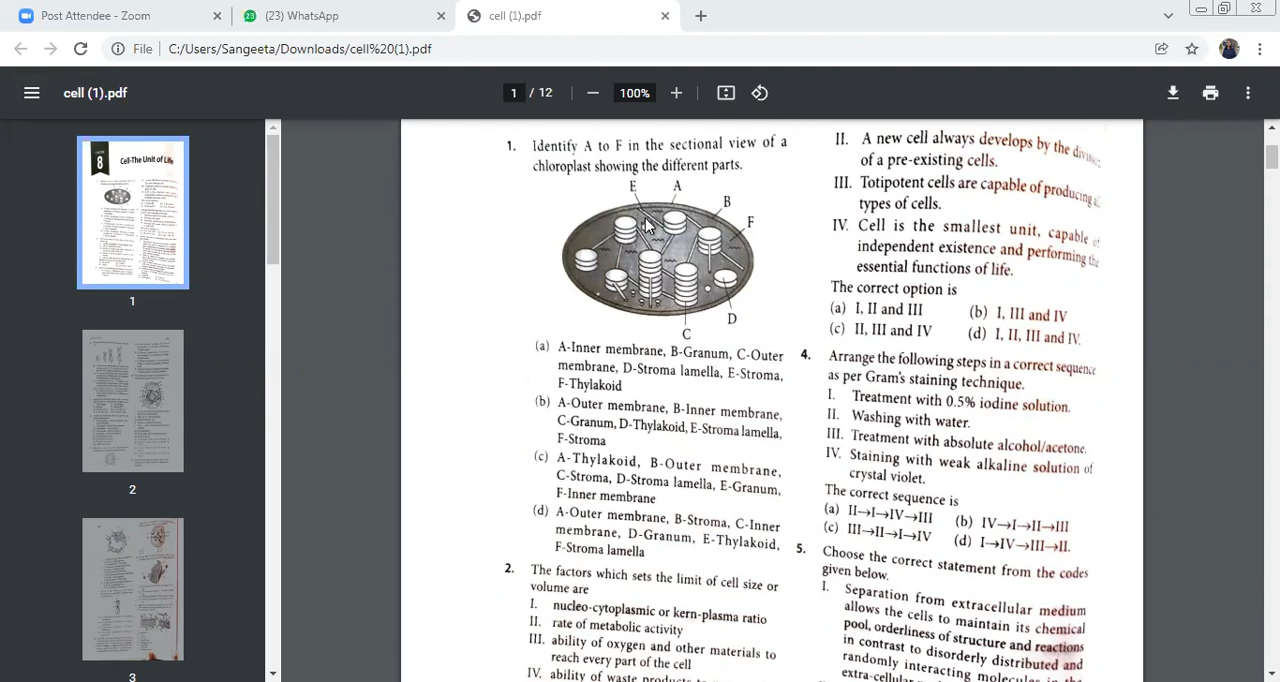 Post Attendee - Zoom
(23) WhatsApp
cell (1).pdf
File
C:/Users/Sangeeta/Downloads/cell%20(1).pdf
cell (1).pdf
1 / 12
100%
8
Cell-The Unit of Life
1
2
3
1. Identify A to F in the sectional view of a
chloroplast showing the different parts.
E
A
B
F
D
C
(a) A-Inner membrane, B-Granum, C-Outer
membrane, D-Stroma lamella, E-Stroma,
F-Thylakoid
(b) A-Outer membrane, B-Inner membrane,
C-Granum, D-Thylakoid, E-Stroma lamella,
F-Stroma
(c) A-Thylakoid, B-Outer membrane,
C-Stroma, D-Stroma lamella, E-Granum,
F-Inner membrane
(d) A-Outer membrane, B-Stroma, C-Inner
membrane, D-Granum, E-Thylakoid,
F-Stroma lamella
2. The factors which sets the limit of cell size or
volume are
I. nucleo-cytoplasmic or kern-plasma ratio
II. rate of metabolic activity
III. ability of oxygen and other materials to
reach every part of the cell
IV. ability of waste products
II. A new cell always develops by the
of a pre-existing cells.
III. Totipotent cells are capable of producing
types of cells.
IV. Cell is the smallest unit, capable of
independent existence and performing the
essential functions of life.
The correct option is
(a) I, II and III (b) I, III and IV
(c) II, III and IV (d) I, II, III and IV.
4. Arrange the following steps in a correct sequence
as per Gram's staining technique.
I. Treatment with 0.5% iodine solution.
II. Washing with water.
III. Treatment with absolute alcohol/acetone.
IV. Staining with weak alkaline solution of
crystal violet.
The correct sequence is
(a) II→I→IV→III (b) IV→I→II→III
(c) III→II→I→IV (d) I→IV→III→II.
5. Choose the correct statement from the codes
given below.
I. Separation from extracellular medium
allows the cells to maintain its chemical
pool, orderliness of structure and reactions
in contrast to disorderly distributed and
randomly interacting molecules in the
extra-cellular